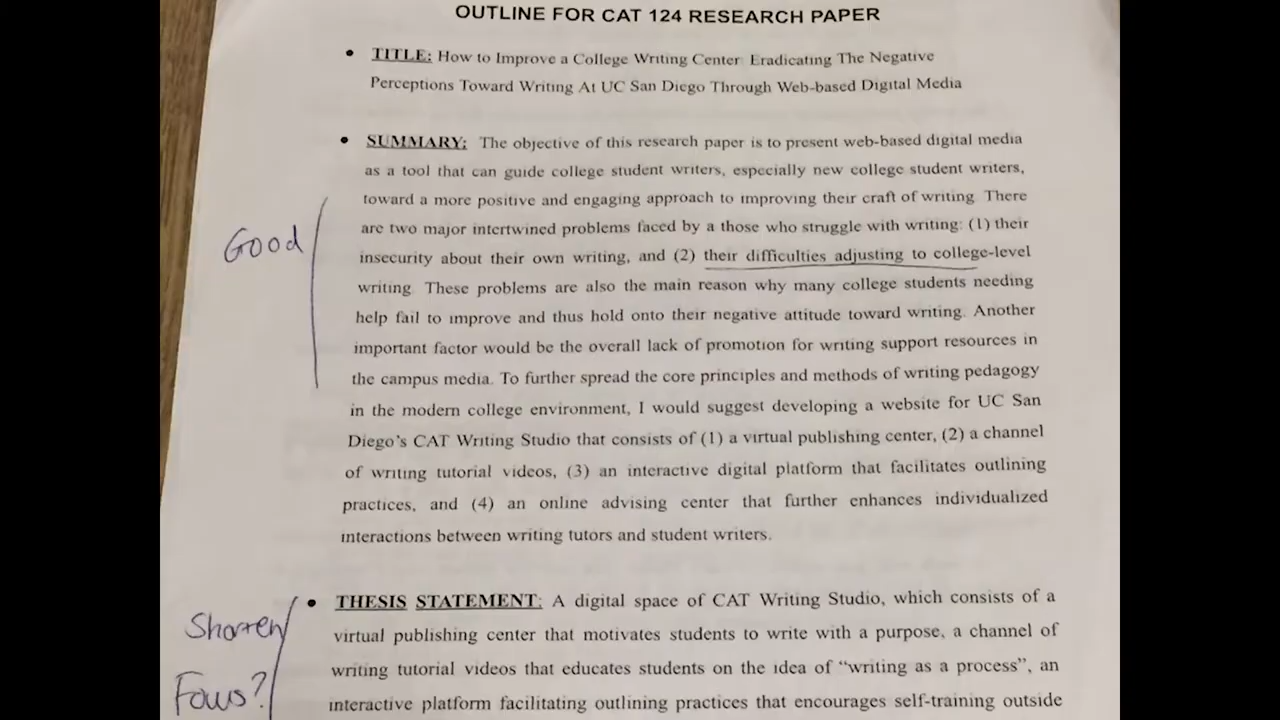 OUTLINE FOR CAT 124 RESEARCH PAPER
• TITLE: How to Improve a College Writing Center: Eradicating The Negative
Perceptions Toward Writing At UC San Diego Through Web-based Digital Media
• SUMMARY: The objective of this research paper is to present web-based digital media
as a tool that can guide college student writers, especially new college student writers,
toward a more positive and engaging approach to improving their craft of writing. There
are two major intertwined problems faced by a those who struggle with writing: (1) their
Good
insecurity about their own writing, and (2) their difficulties adjusting to college-level
writing. These problems are also the main reason why many college students needing
help fail to improve and thus hold onto their negative attitude toward writing. Another
important factor would be the overall lack of promotion for writing support resources in
the campus media. To further spread the core principles and methods of writing pedagogy
in the modern college environment, I would suggest developing a website for UC San
Diego's CAT Writing Studio that consists of (1) a virtual publishing center, (2) a channel
of writing tutorial videos, (3) an interactive digital platform that facilitates outlining
practices, and (4) an online advising center that further enhances individualized
interactions between writing tutors and student writers.
• THESIS STATEMENT: A digital space of CAT Writing Studio, which consists of a
Shorten/
virtual publishing center that motivates students to write with a purpose, a channel of
writing tutorial videos that educates students on the idea of “writing as a process”, an
Focus?
interactive platform facilitating outlining practices that encourages self-training outside